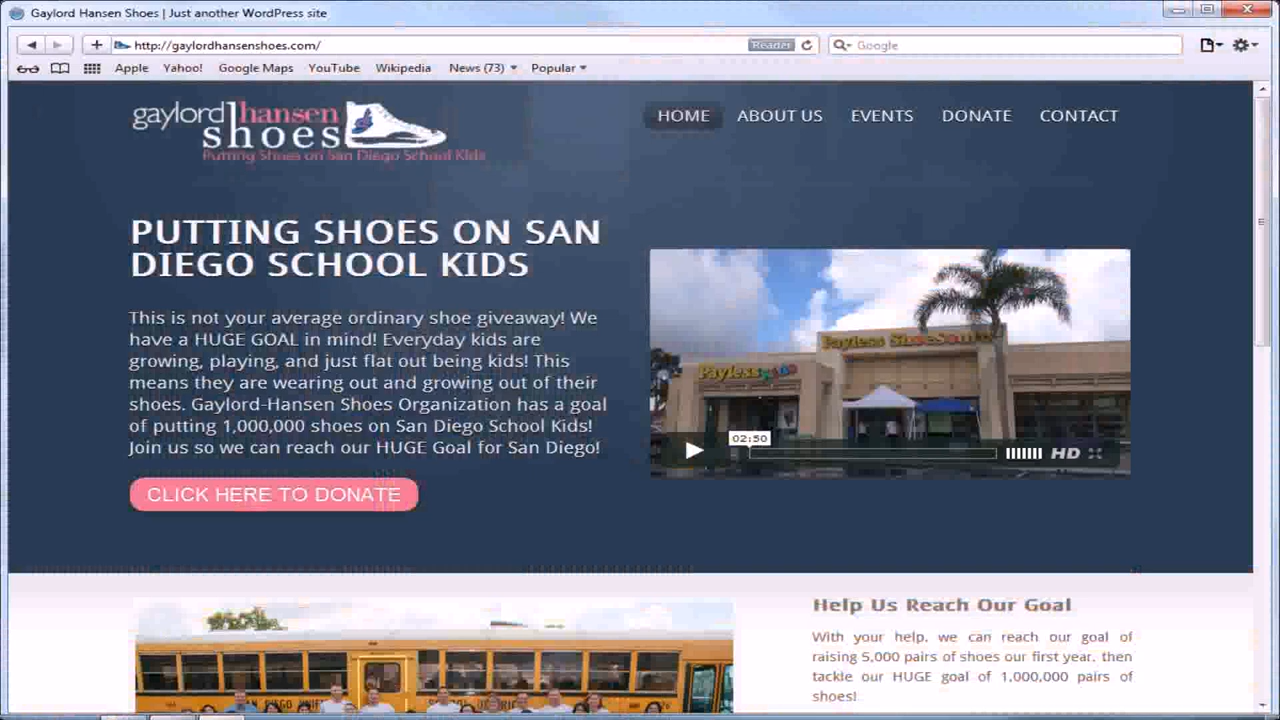 Gaylord Hansen Shoes | Just another WordPress site
http://gaylordhansenshoes.com/
Reader
Google
Apple Yahoo! Google Maps YouTube Wikipedia News (73) Popular
gaylord hansen
shoes
Putting Shoes on San Diego School Kids
HOME ABOUT US EVENTS DONATE CONTACT
PUTTING SHOES ON SAN
DIEGO SCHOOL KIDS
This is not your average ordinary shoe giveaway! We
have a HUGE GOAL in mind! Everyday kids are
growing, playing, and just flat out being kids! This
means they are wearing out and growing out of their
shoes. Gaylord-Hansen Shoes Organization has a goal
of putting 1,000,000 shoes on San Diego School Kids!
Join us so we can reach our HUGE Goal for San Diego!
CLICK HERE TO DONATE
Payless ShoeSource
Payless
02:50
HD
Help Us Reach Our Goal
With your help, we can reach our goal of
raising 5,000 pairs of shoes our first year, then
tackle our HUGE goal of 1,000,000 pairs of
shoes!
SAN DIEGO UNIFI